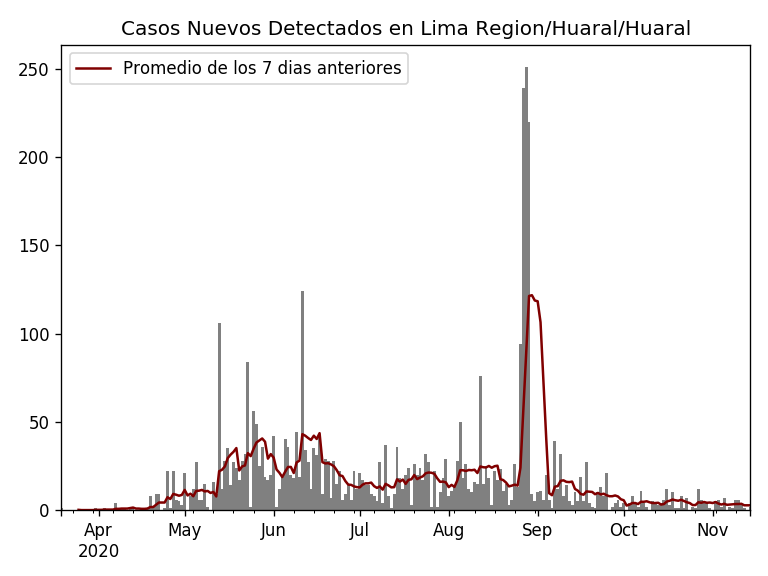 Casos Nuevos Detectados en Lima Region/Huaral/Huaral
Promedio de los 7 dias anteriores
250
200
150
100
50
0
Apr May Jun Jul Aug Sep Oct Nov
2020